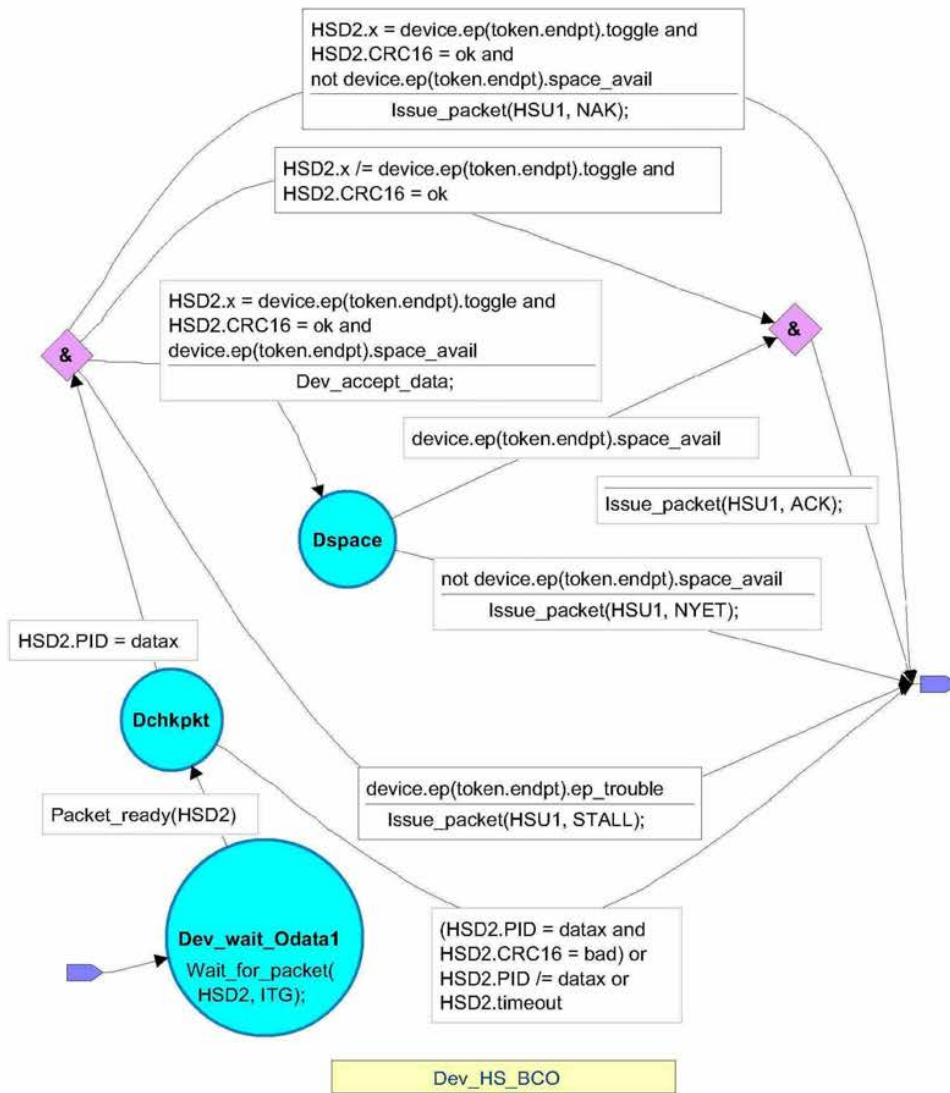 HSD2.x = device.ep(token.endpt).toggle and
HSD2.CRC16 = ok and
not device.ep(token.endpt).space_avail
Issue_packet(HSU1, NAK);
HSD2.x /= device.ep(token.endpt).toggle and
HSD2.CRC16 = ok
HSD2.x = device.ep(token.endpt).toggle and
HSD2.CRC16 = ok and
device.ep(token.endpt).space_avail
Dev_accept_data;
&
&
device.ep(token.endpt).space_avail
Issue_packet(HSU1, ACK);
Dspace
not device.ep(token.endpt).space_avail
Issue_packet(HSU1, NYET);
HSD2.PID = datax
Dchkpkt
device.ep(token.endpt).ep_trouble
Issue_packet(HSU1, STALL);
Packet_ready(HSD2)
Dev_wait_Odata1
Wait_for_packet(
HSD2, ITG);
(HSD2.PID = datax and
HSD2.CRC16 = bad) or
HSD2.PID /= datax or
HSD2.timeout
Dev_HS_BCO